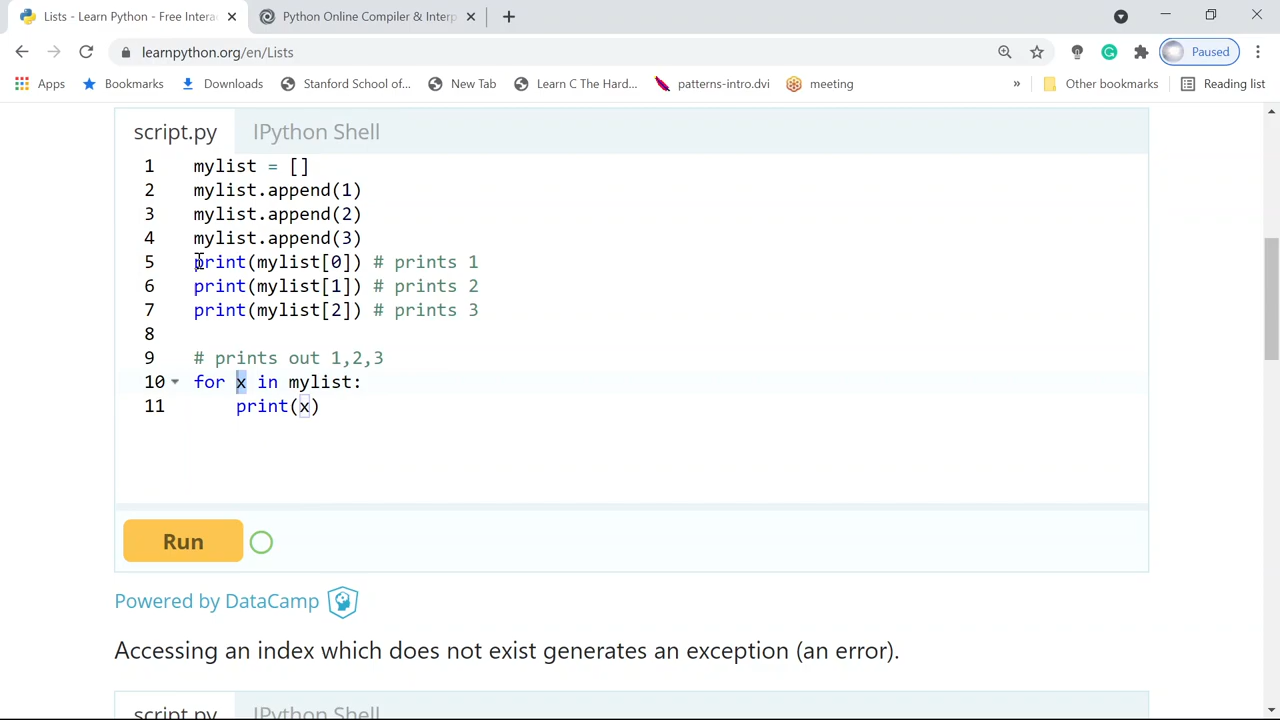 Lists - Learn Python - Free Intera
Python Online Compiler & Interp
learnpython.org/en/Lists
Paused
Apps
Bookmarks
Downloads
Stanford School of...
New Tab
Learn C The Hard...
patterns-intro.dvi
meeting
»
Other bookmarks
Reading list
script.py
IPython Shell
1 mylist = []
2 mylist.append(1)
3 mylist.append(2)
4 mylist.append(3)
5 print(mylist[0]) # prints 1
6 print(mylist[1]) # prints 2
7 print(mylist[2]) # prints 3
8
9 # prints out 1,2,3
10 for x in mylist:
11 print(x)
Run
Powered by DataCamp
Accessing an index which does not exist generates an exception (an error).
script.py
IPython Shell